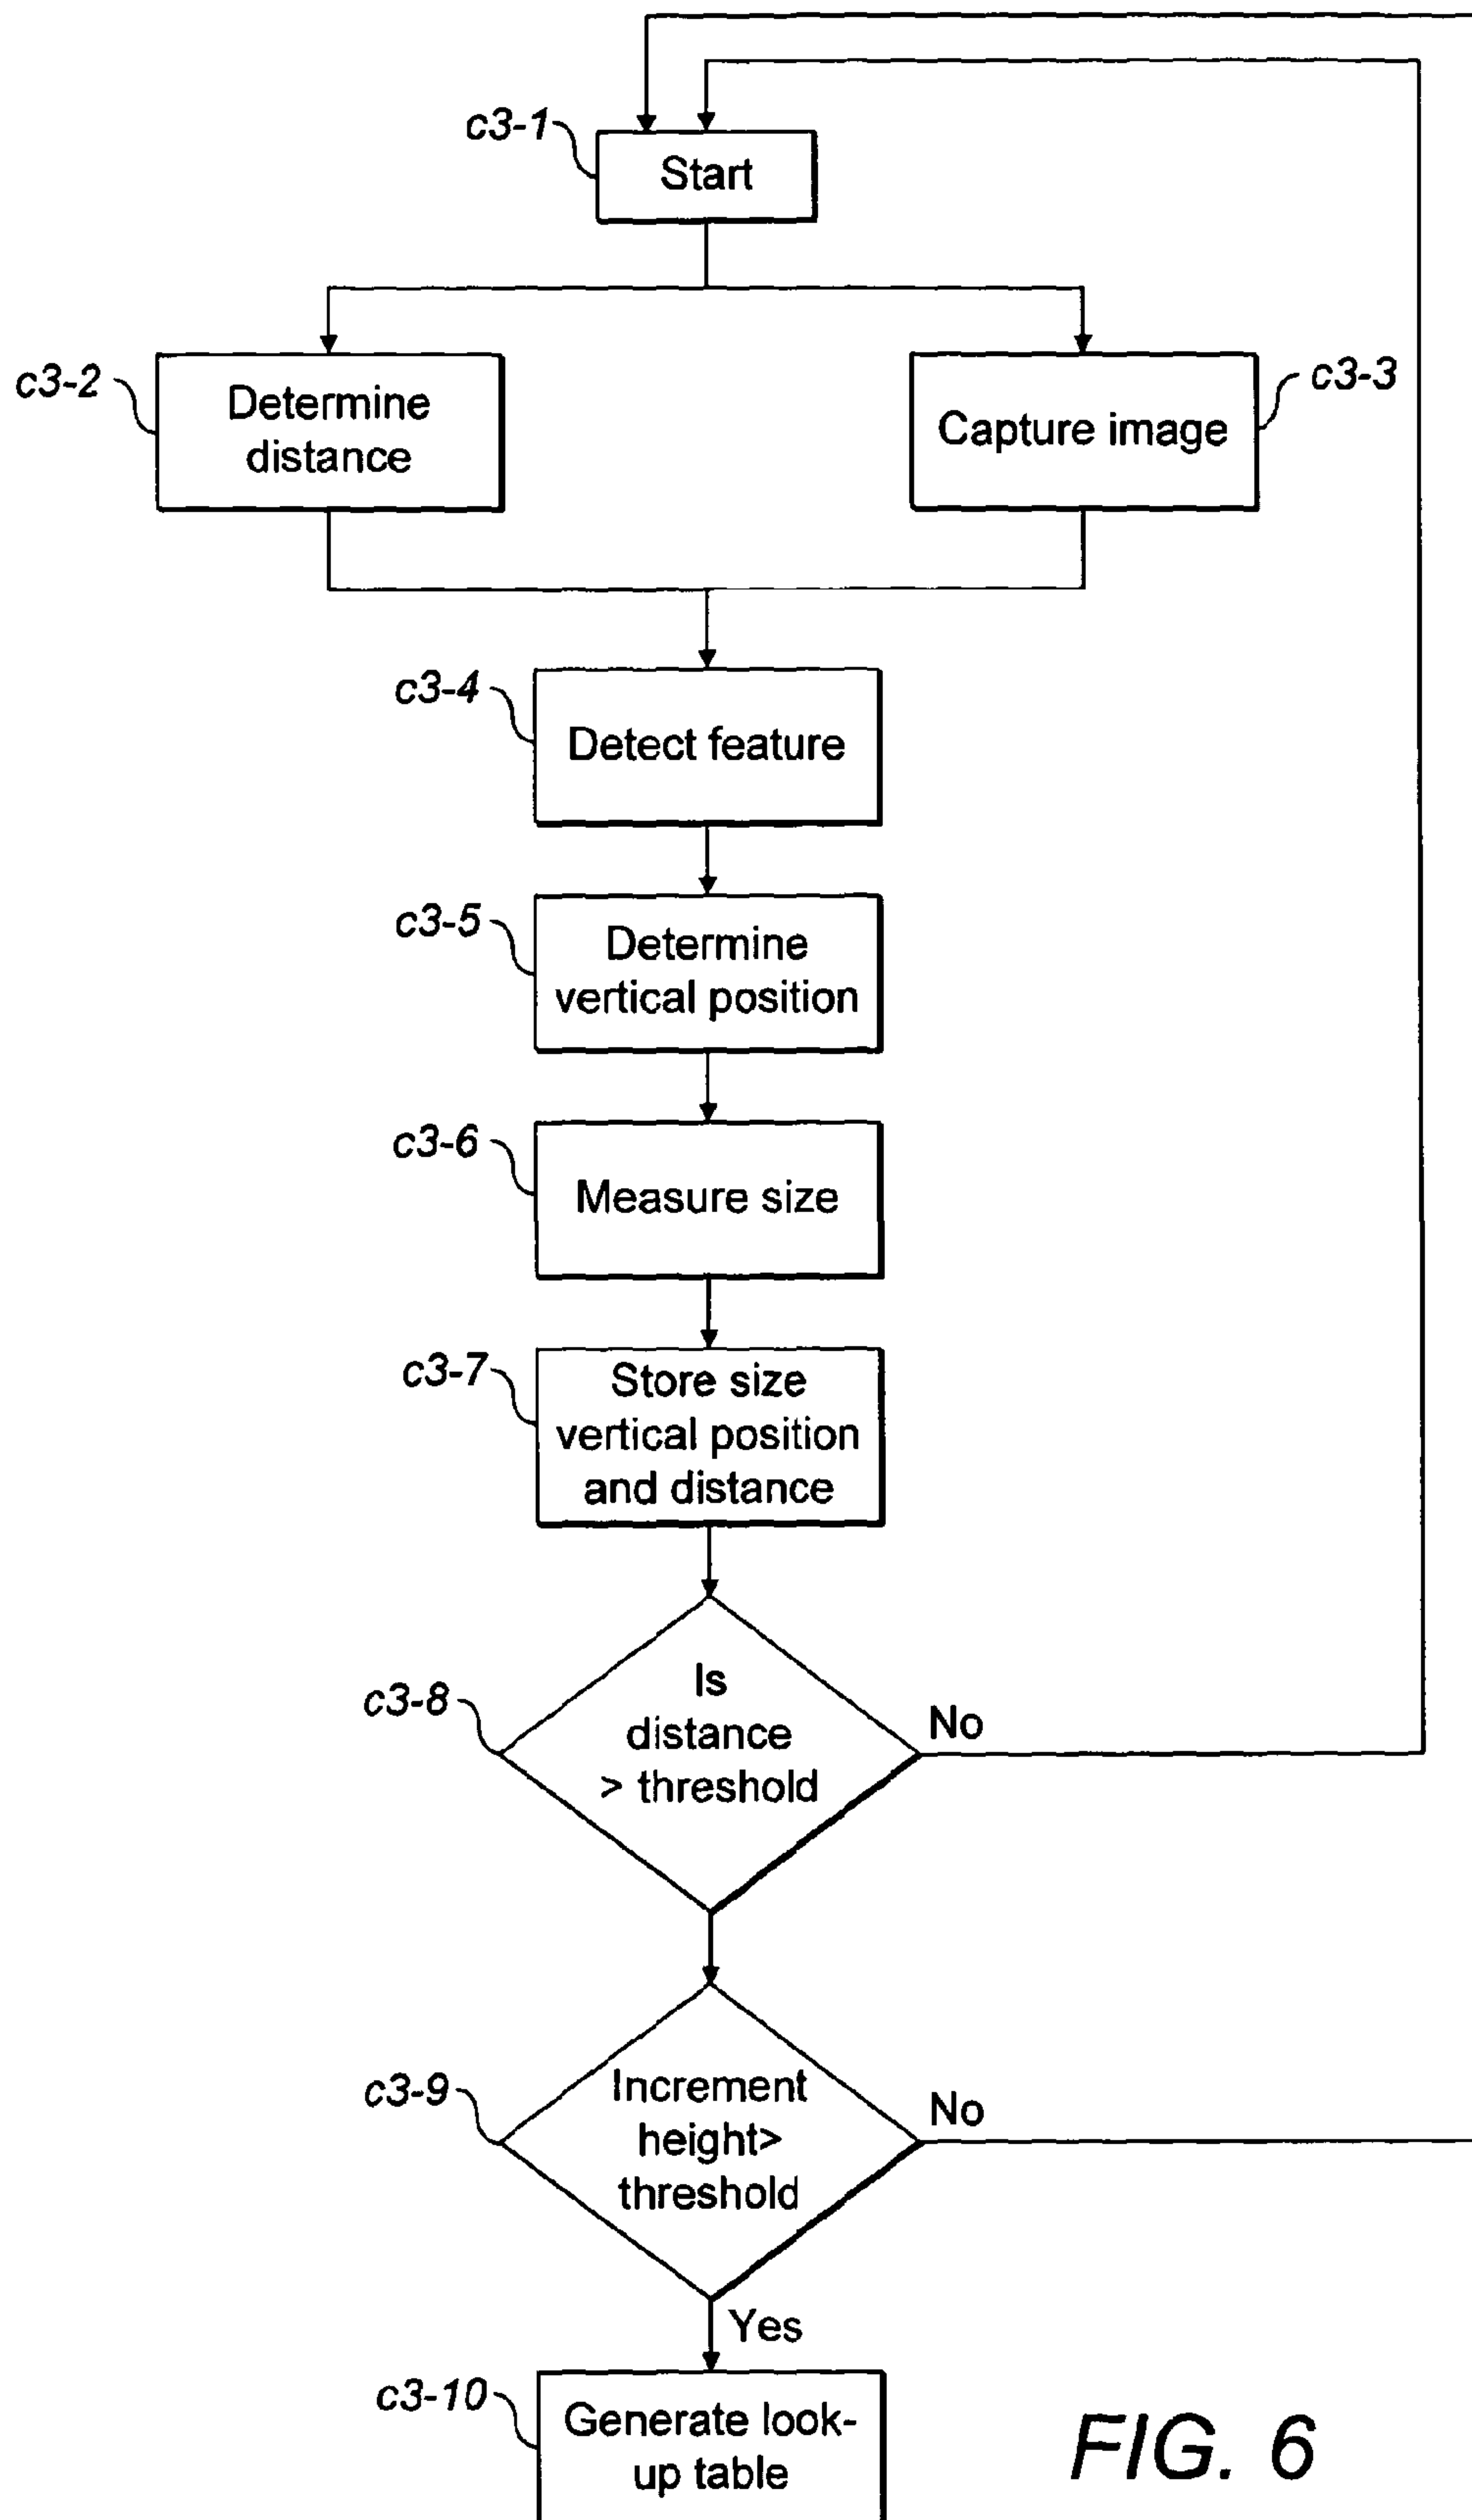 c3-1
Start
c3-2
Determine
distance
Capture image
c3-3
c3-4
Detect feature
c3-5
Determine
vertical position
c3-6
Measure size
c3-7
Store size
vertical position
and distance
c3-8
Is
distance
> threshold
No
c3-9
Increment
height>
threshold
No
Yes
c3-10
Generate look-
up table
FIG. 6